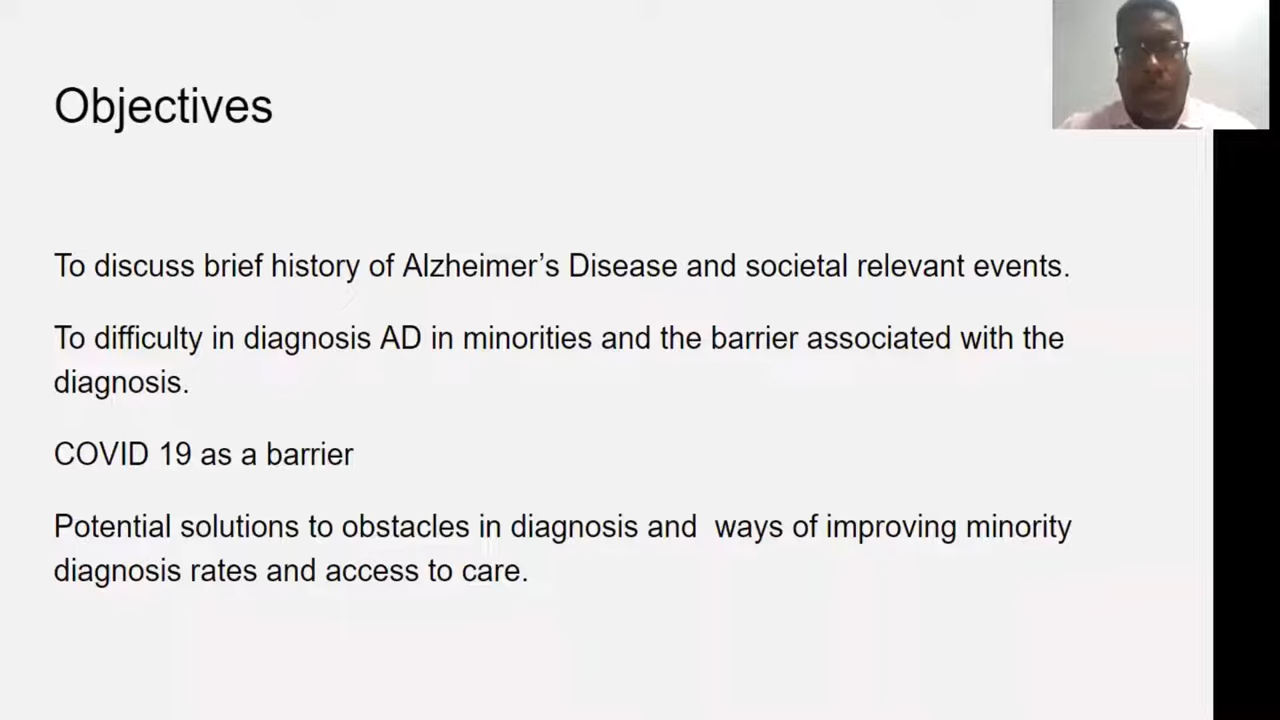 Objectives
To discuss brief history of Alzheimer’s Disease and societal relevant events.
To difficulty in diagnosis AD in minorities and the barrier associated with the
diagnosis.
COVID 19 as a barrier
Potential solutions to obstacles in diagnosis and  ways of improving minority
diagnosis rates and access to care.